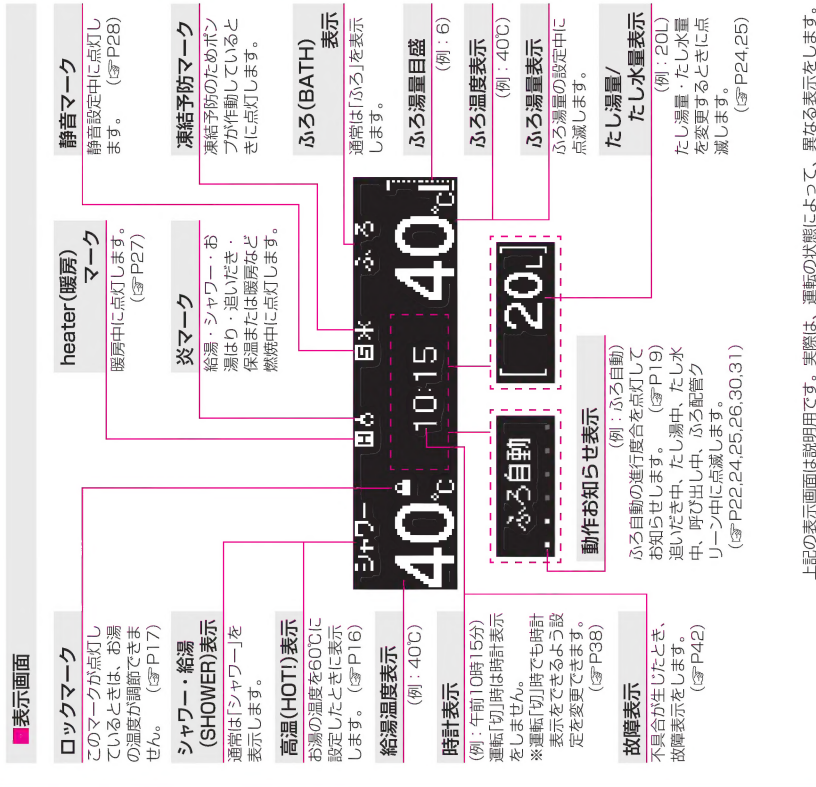 ■表示画面
ロックマーク
このマークが点灯し
ているときは、お湯
の温度が調節できま
せん。 (☞P17)
シャワー・給湯
(SHOWER)表示
通常は「シャワー」を
表示します。
高温(HOT!)表示
お湯の温度を60℃に
設定したときに表示
します。(☞P16)
給湯温度表示
(例：40℃)
時計表示
(例：午前10時15分)
運転「切」時は時計表示
をしません。
※運転「切」時でも時計
表示をできるよう設
定を変更できます。
(☞P38)
故障表示
不具合が生じたとき、
故障表示をします。
(☞P42)
heater(暖房)
マーク
暖房中に点灯します。
(☞P27)
炎マーク
給湯・シャワー・お
湯はり・追いだき・
保温または暖房など
燃焼中に点灯します。
シャワー
H
ふろ
40℃
10:15
40℃
ふろ自動
[20L]
動作お知らせ表示
(例：ふろ自動)
ふろ自動の進行度合を点灯して
お知らせします。 (☞P19)
追いだき中、たし湯中、たし水
中、呼び出し中、ふろ配管ク
リーン中に点滅します。
(☞P22,24,25,26,30,31)
静音マーク
静音設定中に点灯し
ます。 (☞P28)
凍結予防マーク
凍結予防のためポン
プが作動していると
きに点灯します。
ふろ(BATH)
表示
通常は「ふろ」を表示
します。
ふろ湯量目盛
(例：6)
ふろ温度表示
(例：40℃)
ふろ湯量表示
ふろ湯量の設定中に
点滅します。
たし湯量/
たし水量表示
(例：20L)
たし湯量・たし水量
を変更するときに点
滅します。
(☞P24,25)
上記の表示画面は説明用です。実際は、運転の状態によって、異なる表示をします。